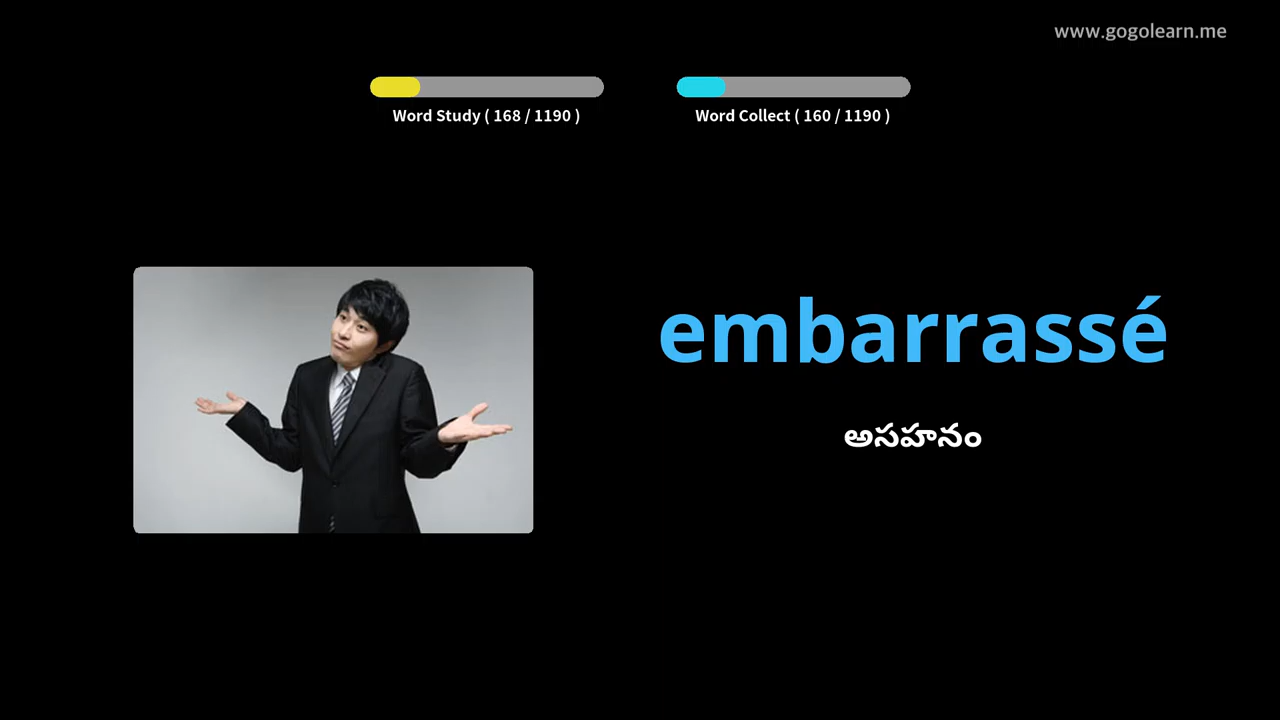 www.gogolearn.me
Word Study ( 168 / 1190 )
Word Collect ( 160 / 1190 )
embarrassé
అసహనం